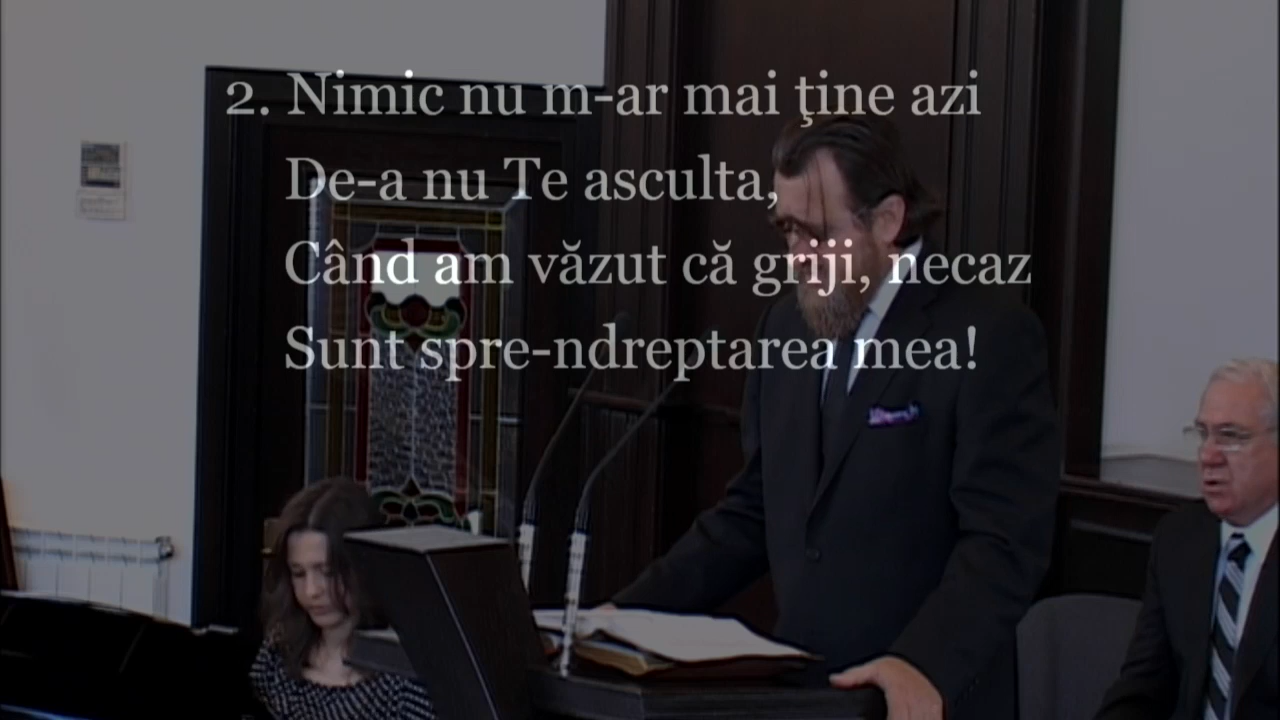 2. Nimic nu m-ar mai ţine azi
De-a nu Te asculta,
Când am văzut că griji, necaz
Sunt spre-ndreptarea mea!